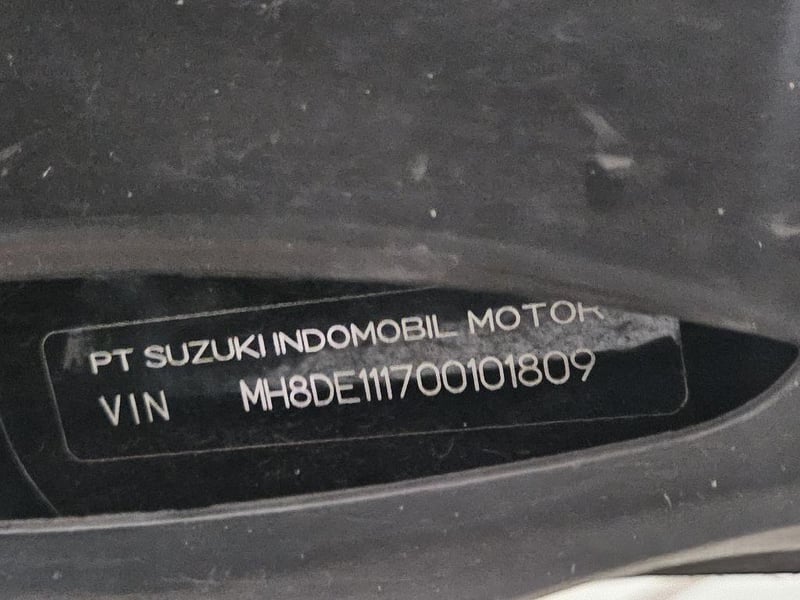 PT SUZUKI INDOMOBIL MOTOR
VIN MH8DE111700101809